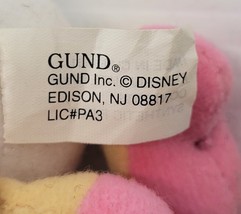 GUND®
GUND Inc. © DISNEY
EDISON, NJ 08817
LIC#PA3